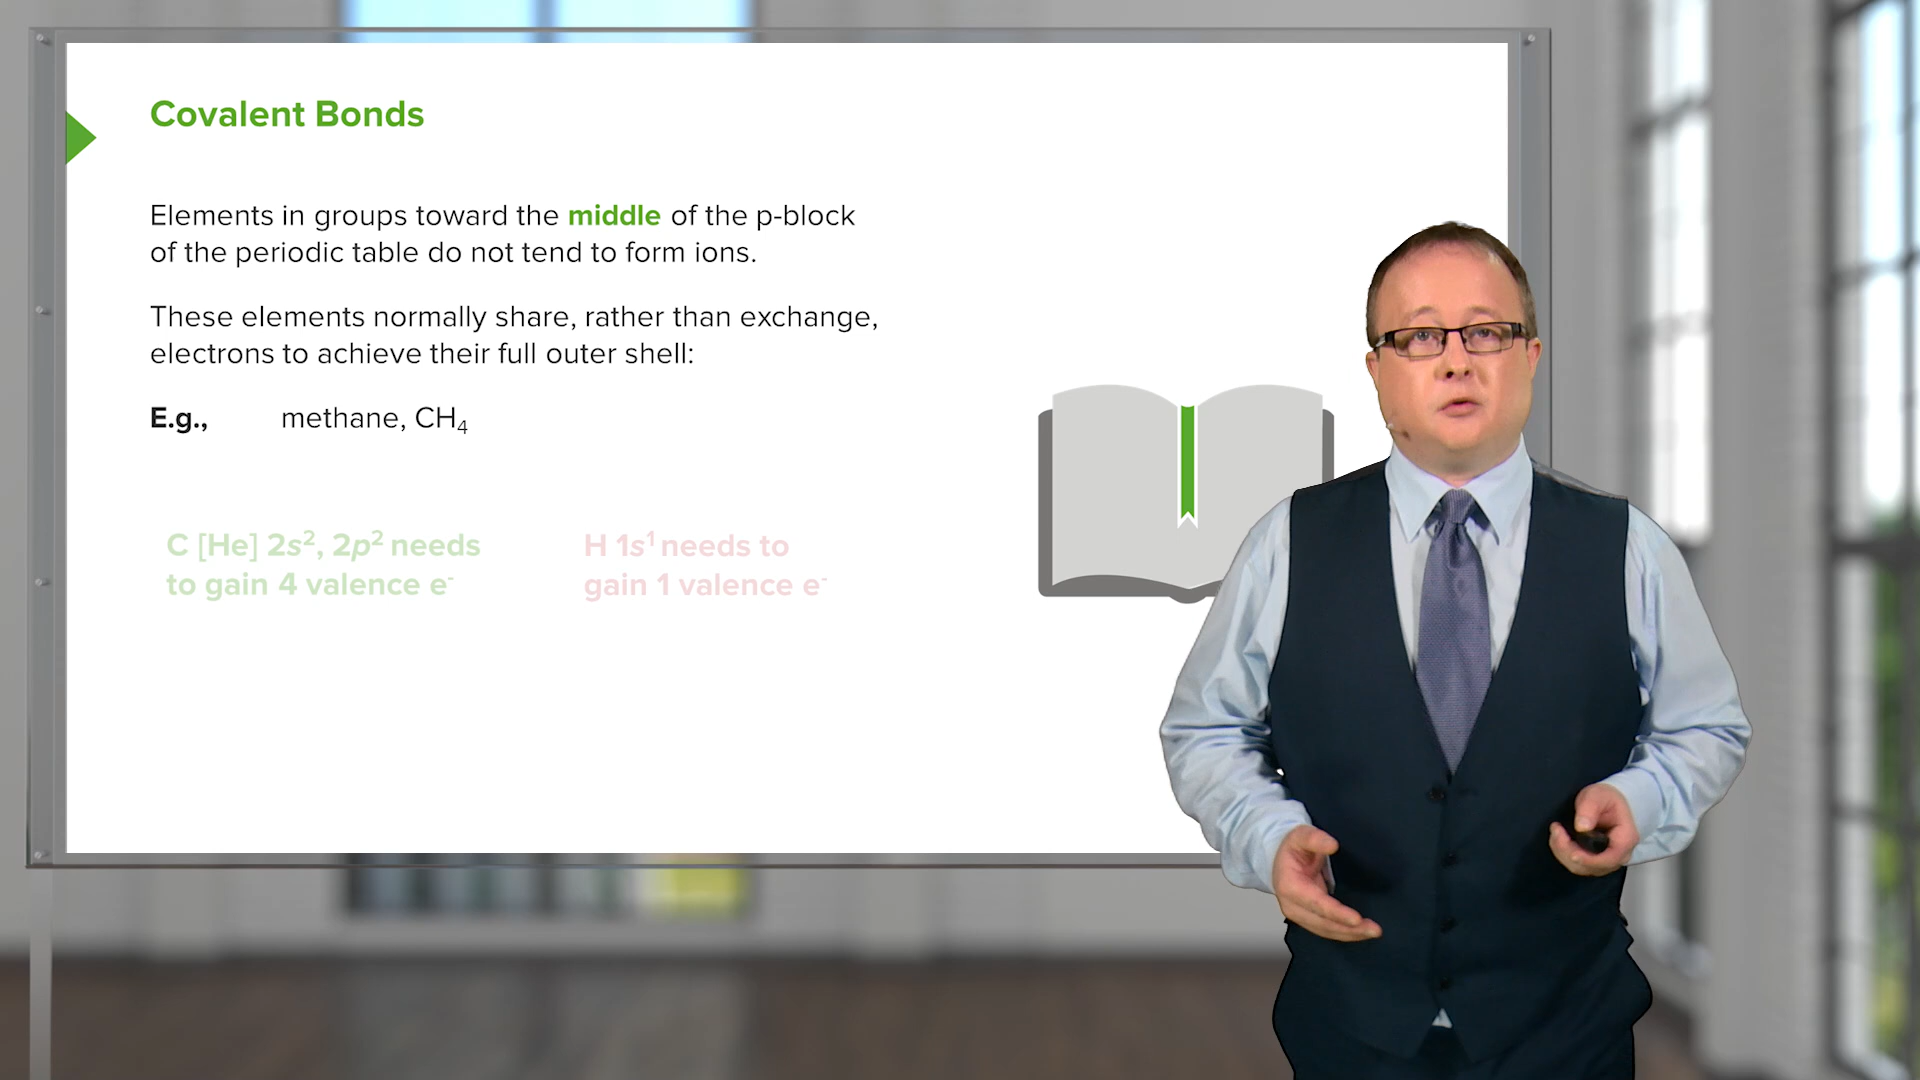 Covalent Bonds
Elements in groups toward the middle of the p-block
of the periodic table do not tend to form ions.
These elements normally share, rather than exchange,
electrons to achieve their full outer shell:
E.g., methane, CH₄
C [He] 2s², 2p² needs
to gain 4 valence e⁻
H 1s¹ needs to
gain 1 valence e⁻